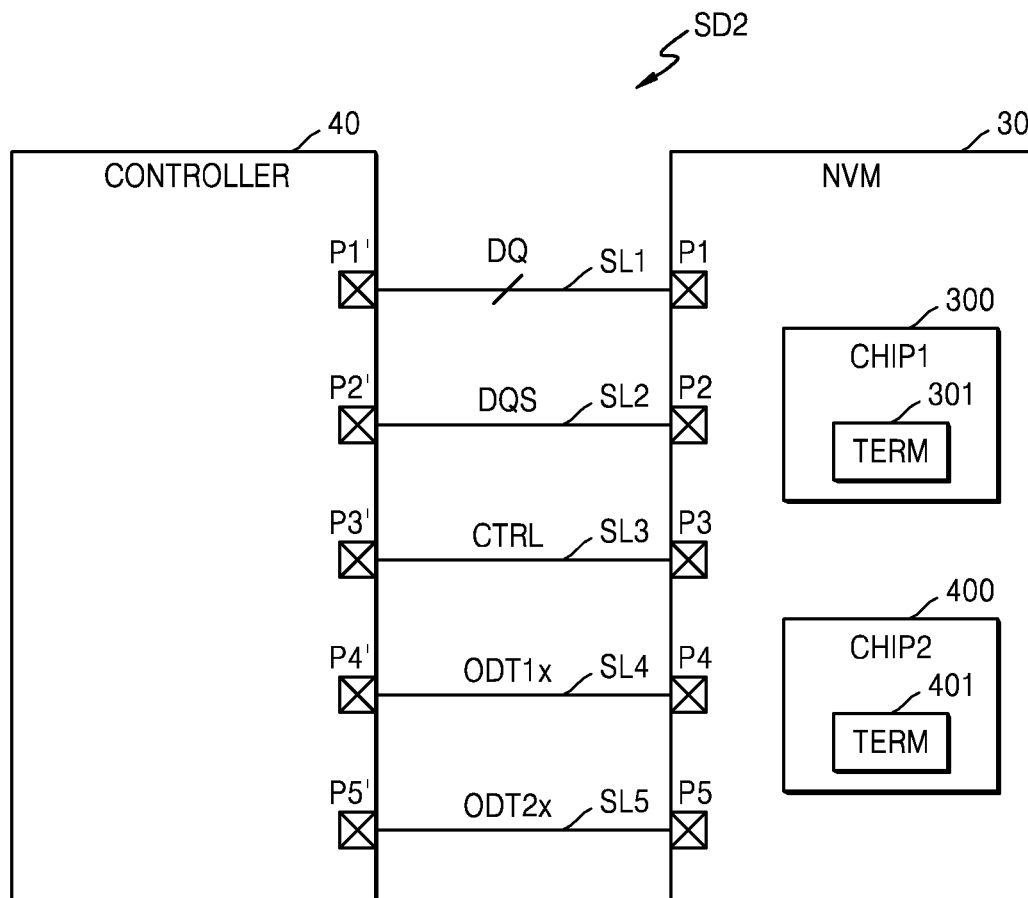 SD2
40
30
CONTROLLER
NVM
P1'
DQ
SL1
P1
300
CHIP1
301
TERM
P2'
DQS
SL2
P2
P3'
CTRL
SL3
P3
400
CHIP2
401
TERM
P4'
ODT1x
SL4
P4
P5'
ODT2x
SL5
P5